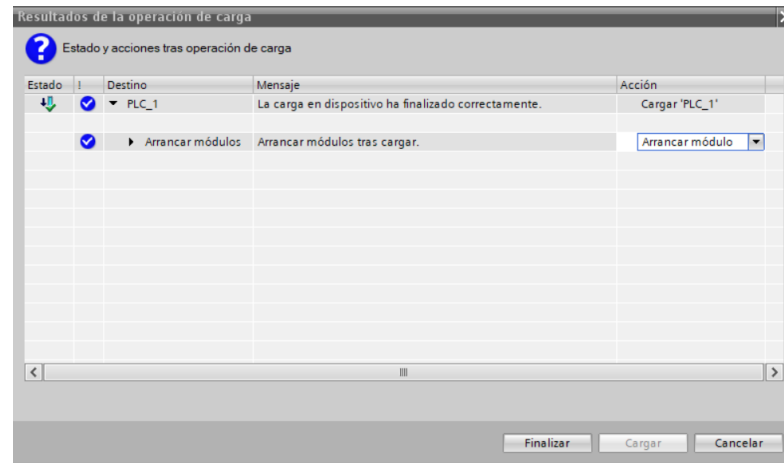 Resultados de la operación de carga
Estado y acciones tras operación de carga
Estado ! Destino Mensaje Acción
PLC_1 La carga en dispositivo ha finalizado correctamente. Cargar 'PLC_1'
Arrancar módulos Arrancar módulos tras cargar. Arrancar módulo
Finalizar Cargar Cancelar